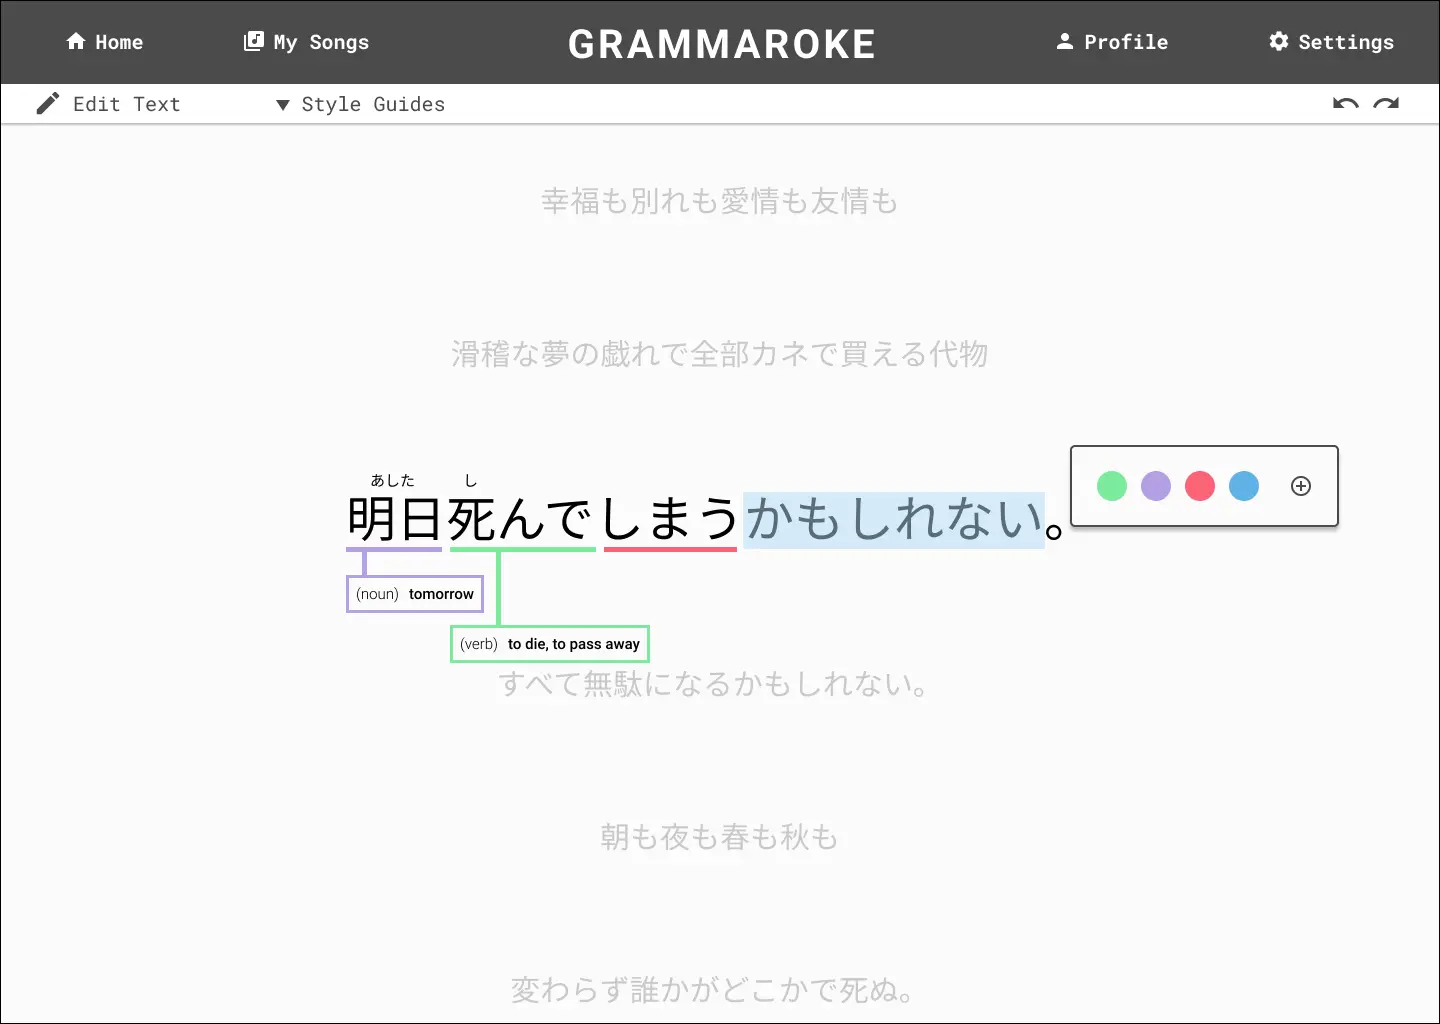 Home My Songs GRAMMAROKE Profile Settings
Edit Text ▼ Style Guides
幸福も別れも愛情も友情も
滑稽な夢の戯れで全部カネで買える代物
あした し
明日死んでしまうかもしれない。
(noun) tomorrow
(verb) to die, to pass away
すべて無駄になるかもしれない。
朝も夜も春も秋も
変わらず誰かがどこかで死ぬ。